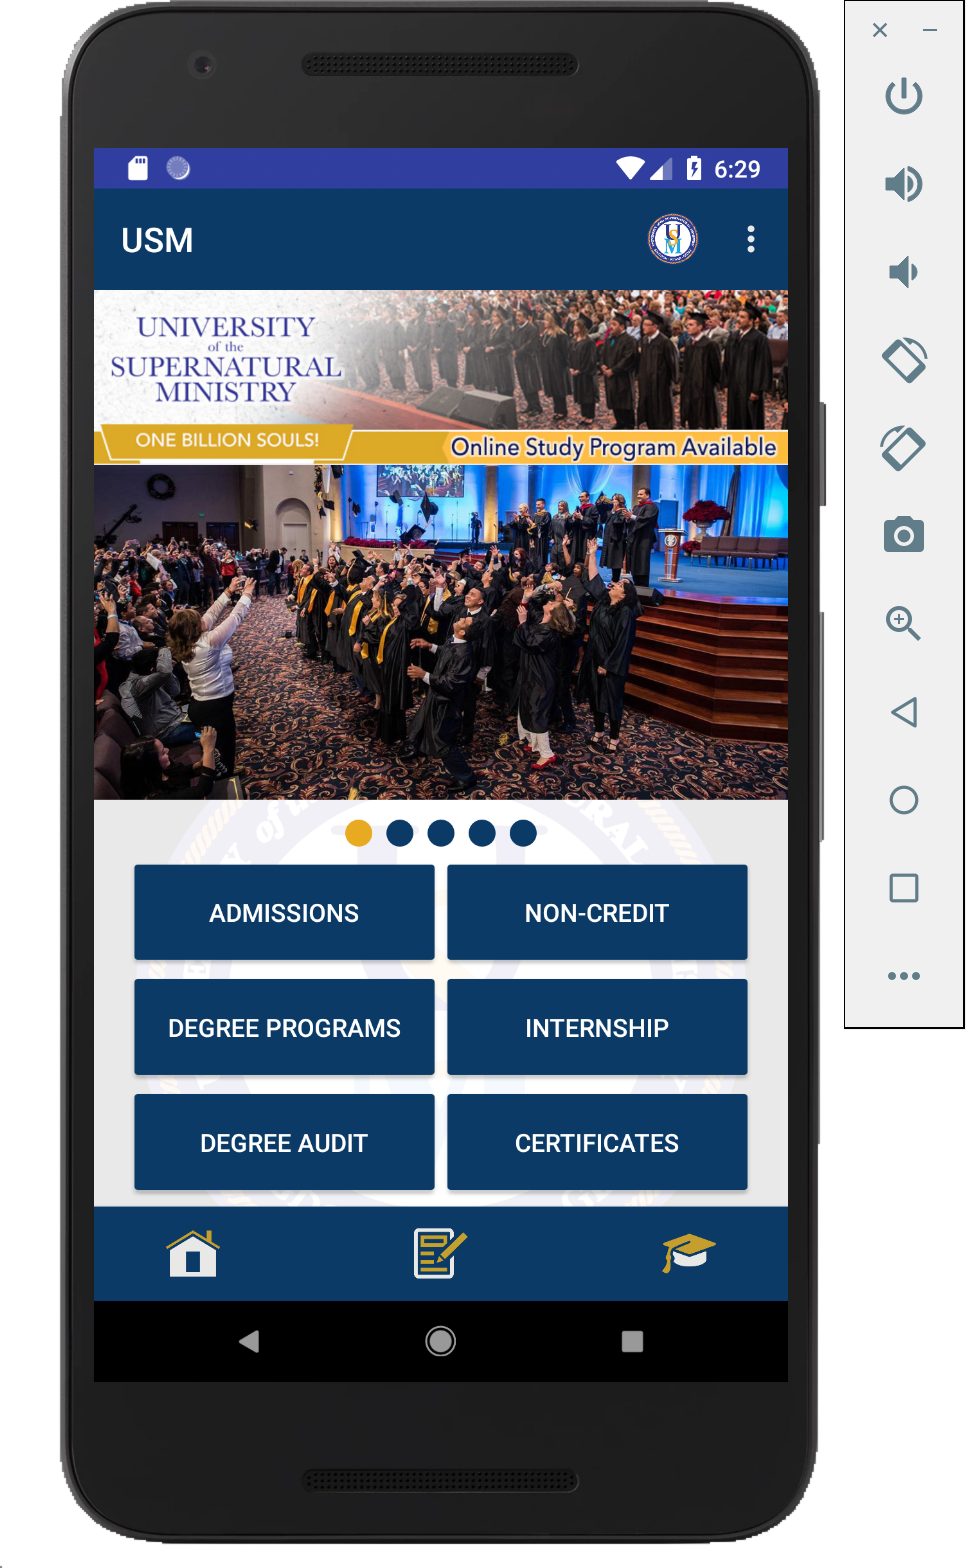 6:29
USM
UNIVERSITY
of the
SUPERNATURAL
MINISTRY
ONE BILLION SOULS!
Online Study Program Available
ADMISSIONS
NON-CREDIT
DEGREE PROGRAMS
INTERNSHIP
DEGREE AUDIT
CERTIFICATES